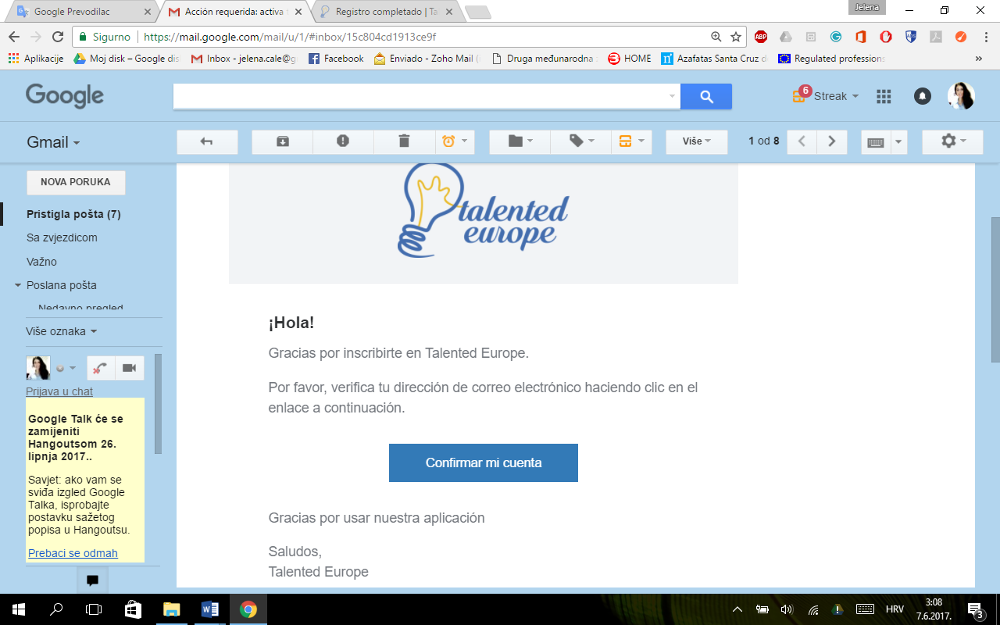 Google Prevodilac
Acción requerida: activa t
Registro completado | Ta
Jelena
Sigurno
https://mail.google.com/mail/u/1/#inbox/15c804cd1913ce9f
ABP
Aplikacije
Moj disk – Google dis
Inbox - jelena.cale@g
Facebook
Enviado - Zoho Mail (
Druga međunarodna
HOME
Azafatas Santa Cruz d
Regulated professions
»
Google
6
Streak
Gmail
Više
1 od 8
NOVA PORUKA
Pristigla pošta (7)
Sa zvjezdicom
Važno
Poslana pošta
Nedavno pregled
Više oznaka
Prijava u chat
Google Talk će se
zamijeniti
Hangoutsom 26.
lipnja 2017..
Savjet: ako vam se
sviđa izgled Google
Talka, isprobajte
postavku sažetog
popisa u Hangoutsu.
Prebaci se odmah
talented
europe
¡Hola!
Gracias por inscribirte en Talented Europe.
Por favor, verifica tu dirección de correo electrónico haciendo clic en el
enlace a continuación.
Confirmar mi cuenta
Gracias por usar nuestra aplicación
Saludos,
Talented Europe
HRV
3:08
7.6.2017.
3